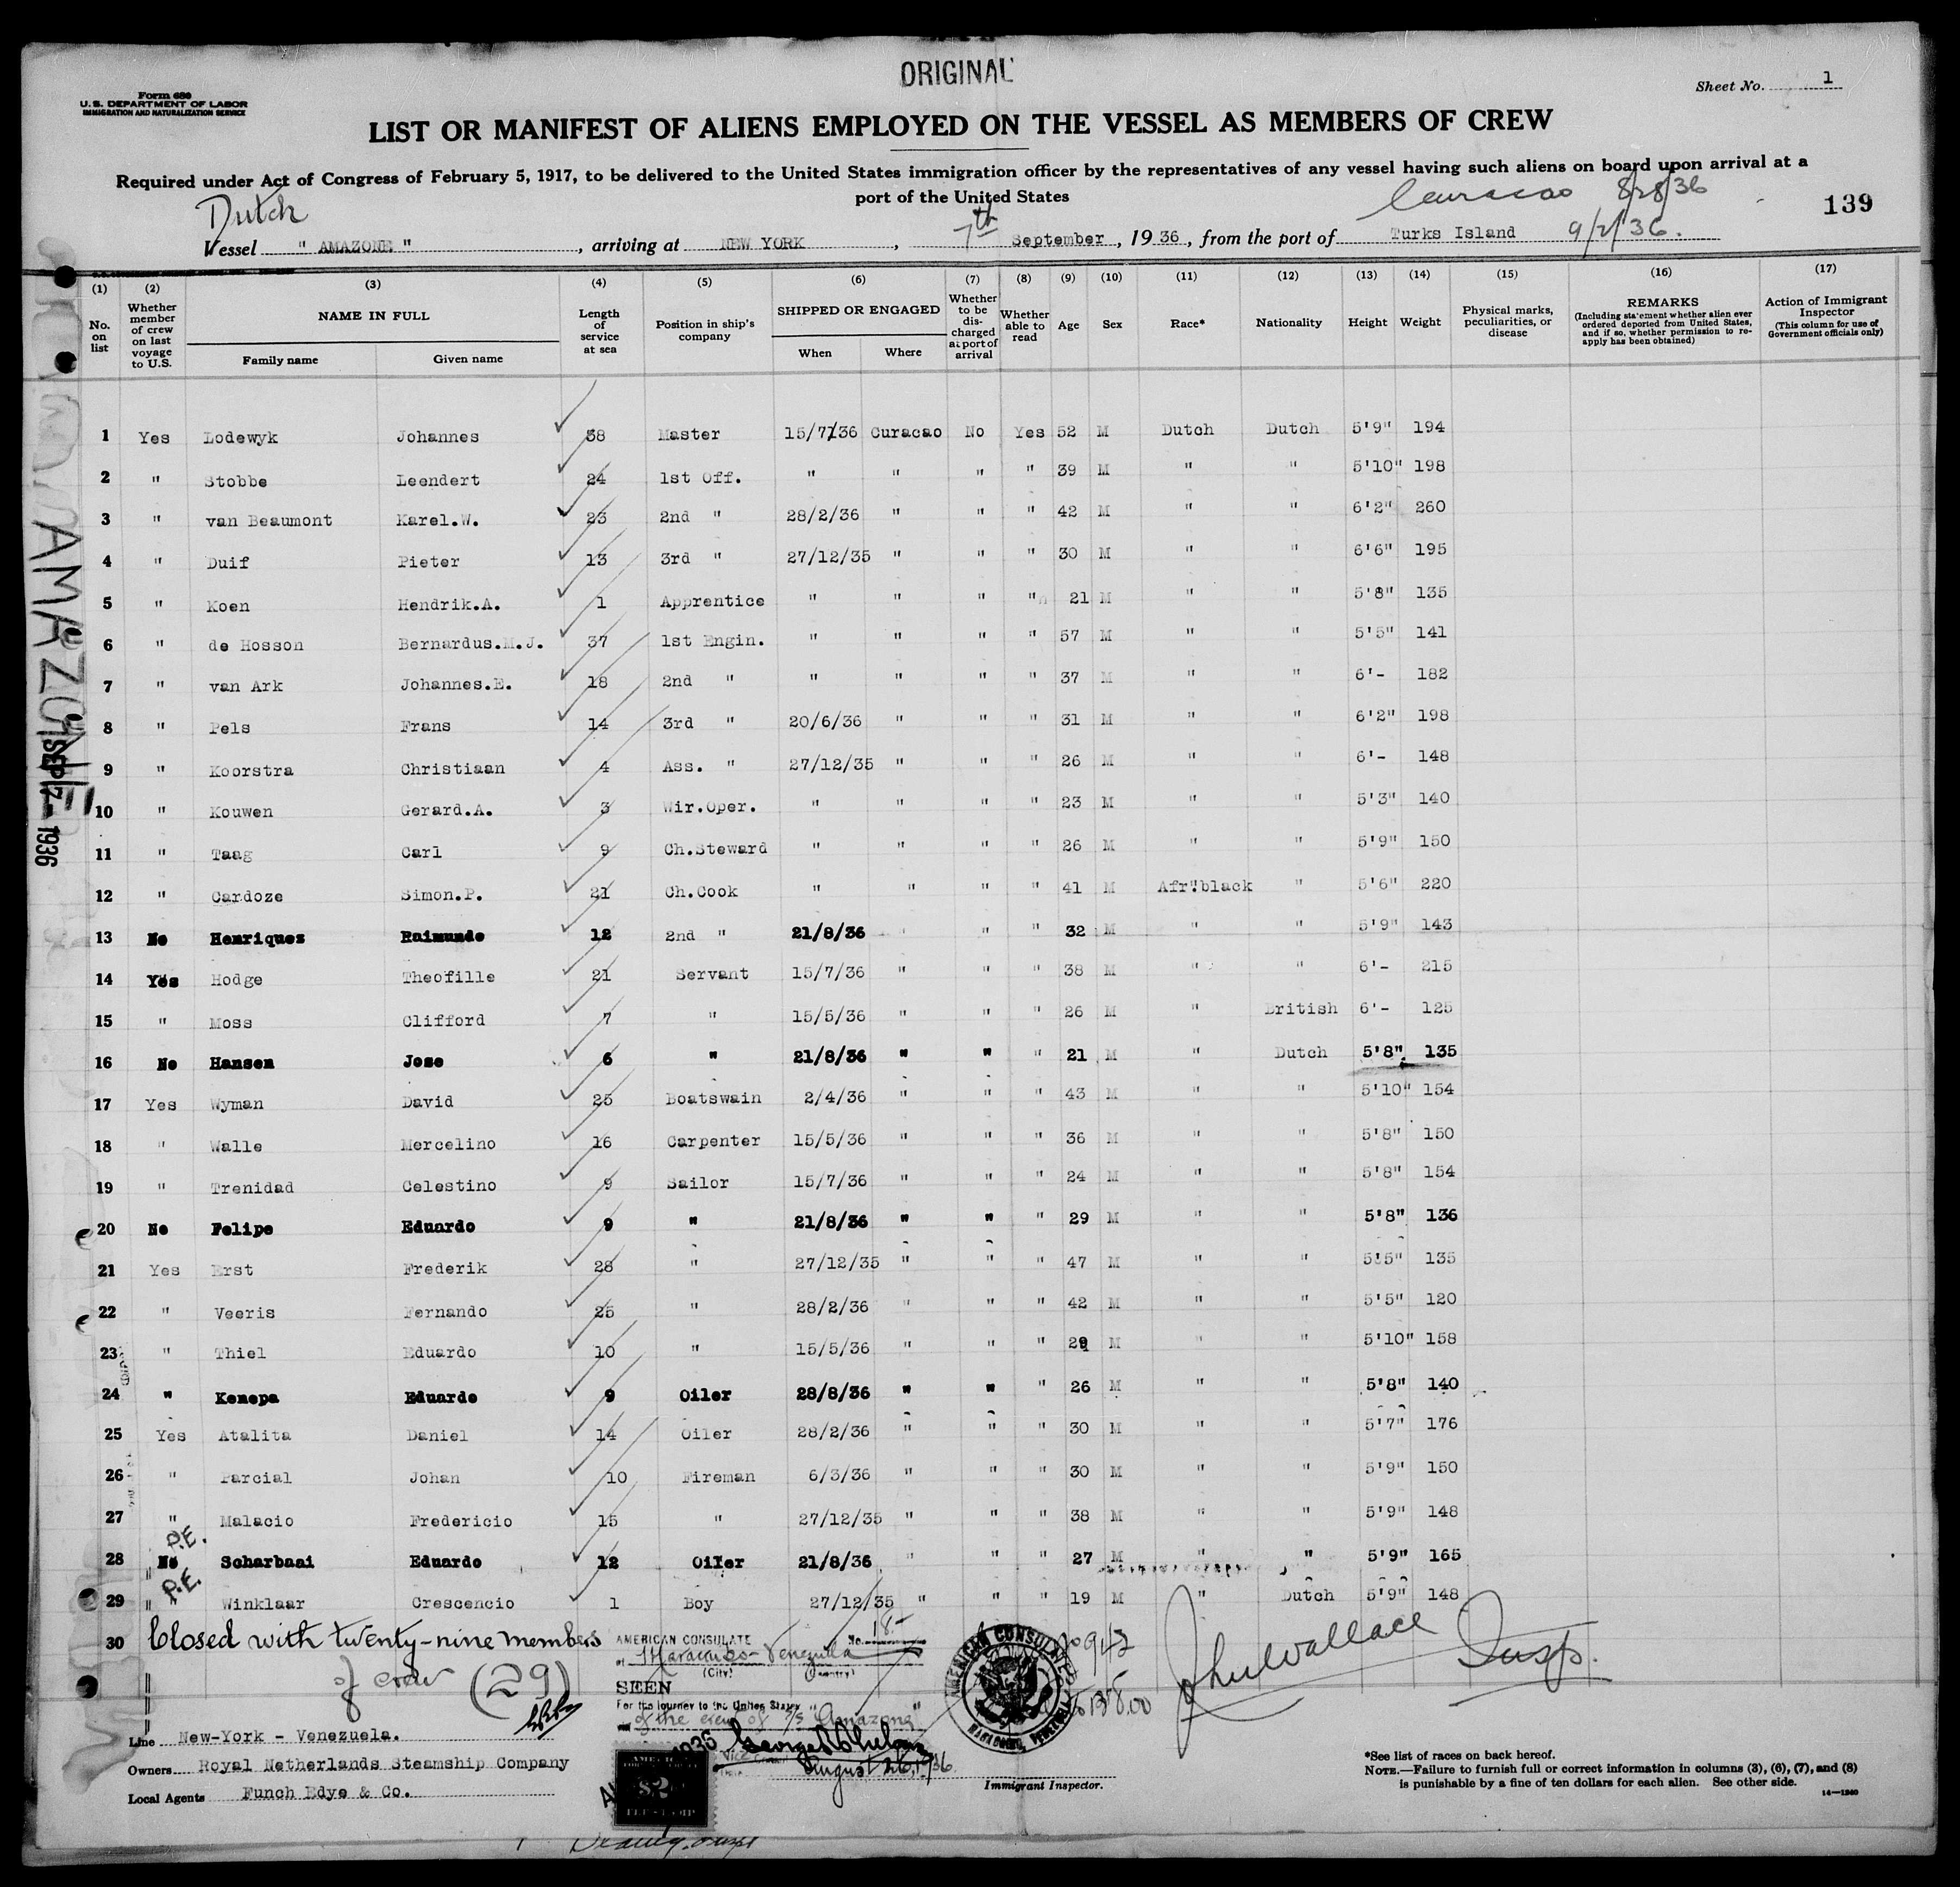 ORIGINAL
Form 680
U. S. DEPARTMENT OF LABOR
IMMIGRATION AND NATURALIZATION SERVICE
Sheet No. 1
LIST OR MANIFEST OF ALIENS EMPLOYED ON THE VESSEL AS MEMBERS OF CREW
Required under Act of Congress of February 5, 1917, to be delivered to the United States immigration officer by the representatives of any vessel having such aliens on board upon arrival at a
port of the United States
Dutch
Curacao 8/28/36
139
Vessel " AMAZONE ", arriving at NEW YORK, 7th September, 1936, from the port of Turks Island 9/2/36.
(1) (2) (3) (4) (5) (6) (7) (8) (9) (10) (11) (12) (13) (14) (15) (16) (17)
No. on list
Whether member of crew on last voyage to U.S.
NAME IN FULL
Family name
Given name
Length of service at sea
Position in ship's company
SHIPPED OR ENGAGED
When
Where
Whether to be discharged at port of arrival
Whether able to read
Age
Sex
Race*
Nationality
Height
Weight
Physical marks, peculiarities, or disease
REMARKS
(Including statement whether alien ever ordered deported from United States, and if so, whether permission to reapply has been obtained)
Action of Immigrant Inspector
(This column for use of Government officials only)
1 Yes Lodewyk Johannes 38 Master 15/7/36 Curacao No Yes 52 M Dutch Dutch 5'9" 194
2 " Stobbe Leendert 24 1st Off. " " " " 39 M " " 5'10" 198
3 " van Beaumont Karel.W. 23 2nd " 28/2/36 " " " 42 M " " 6'2" 260
4 " Duif Pieter 13 3rd " 27/12/35 " " " 30 M " " 6'6" 195
5 " Koen Hendrik.A. 1 Apprentice " " " " 21 M " " 5'8" 135
6 " de Hosson Bernardus.M.J. 37 1st Engin. " " " " 57 M " " 5'5" 141
7 " van Ark Johannes.E. 18 2nd " " " " " 37 M " " 6'- 182
8 " Pels Frans 14 3rd " 20/6/36 " " " 31 M " " 6'2" 198
9 " Koorstra Christiaan 4 Ass. " 27/12/35 " " " 26 M " " 6'- 148
10 " Kouwen Gerard.A. 3 Wir.Oper. " " " " 23 M " " 5'3" 140
11 " Taag Carl 9 Ch.Steward " " " " 26 M " " 5'9" 150
12 " Cardoze Simon.P. 21 Ch.Cook " " " " 41 M Afr"black " 5'6" 220
13 No Henriquez Raimundo 12 2nd " 21/8/36 " " " 32 M " " 5'9" 143
14 Yes Hodge Theofille 21 Servant 15/7/36 " " " 38 M " " 6'- 215
15 " Moss Clifford 7 " 15/5/36 " " " 26 M " British 6'- 125
16 No Hansen Jose 6 " 21/8/36 " " " 21 M " Dutch 5'8" 135
17 Yes Wyman David 25 Boatswain 2/4/36 " " " 43 M " " 5'10" 154
18 " Walle Mercelino 16 Carpenter 15/5/36 " " " 36 M " " 5'8" 150
19 " Trenidad Celestino 9 Sailor 15/7/36 " " " 24 M " " 5'8" 154
20 No Felipe Eduardo 9 " 21/8/36 " " " 29 M " " 5'8" 136
21 Yes Erst Frederik 28 " 27/12/35 " " " 47 M " " 5'5" 135
22 " Veeris Fernando 25 " 28/2/36 " " " 42 M " " 5'5" 120
23 " Thiel Eduardo 10 " 15/5/36 " " " 29 M " " 5'10" 158
24 " Kenepa Eduardo 9 Oiler 28/8/36 " " " 26 M " " 5'8" 140
25 Yes Atalita Daniel 14 Oiler 28/2/36 " " " 30 M " " 5'7" 176
26 " Parcial Johan 10 Fireman 6/3/36 " " " 30 M " " 5'9" 150
27 " Malacio Fredericio 15 " 27/12/35 " " " 38 M " " 5'9" 148
P.E.
28 No Scharbaai Eduardo 12 Oiler 21/8/36 " " " 27 M " " 5'9" 165
P.E.
29 " Winklaar Crescencio 1 Boy 27/12/35 " " " 19 M " Dutch 5'9" 148
30 Closed with twenty-nine members
of crew (29)
AMERICAN CONSULATE No. 18-
at Maracaibo - Venezuela
(City) (Country)
SEEN
For the journey to the United States
of the crew of S/S "Amazone"
August 26, 1936
AMERICAN CONSULATE
MARACAIBO, VENEZUELA
No 942
JohnWallace Insp.
Line New-York - Venezuela.
Owners Royal Netherlands Steamship Company
Local Agents Funch Edye & Co.
$2
FEE STAMP
Immigrant Inspector.
*See list of races on back hereof.
NOTE.—Failure to furnish full or correct information in columns (3), (6), (7), and (8)
is punishable by a fine of ten dollars for each alien. See other side.
14—1240
AMAZONE
SEP 7 - 1936